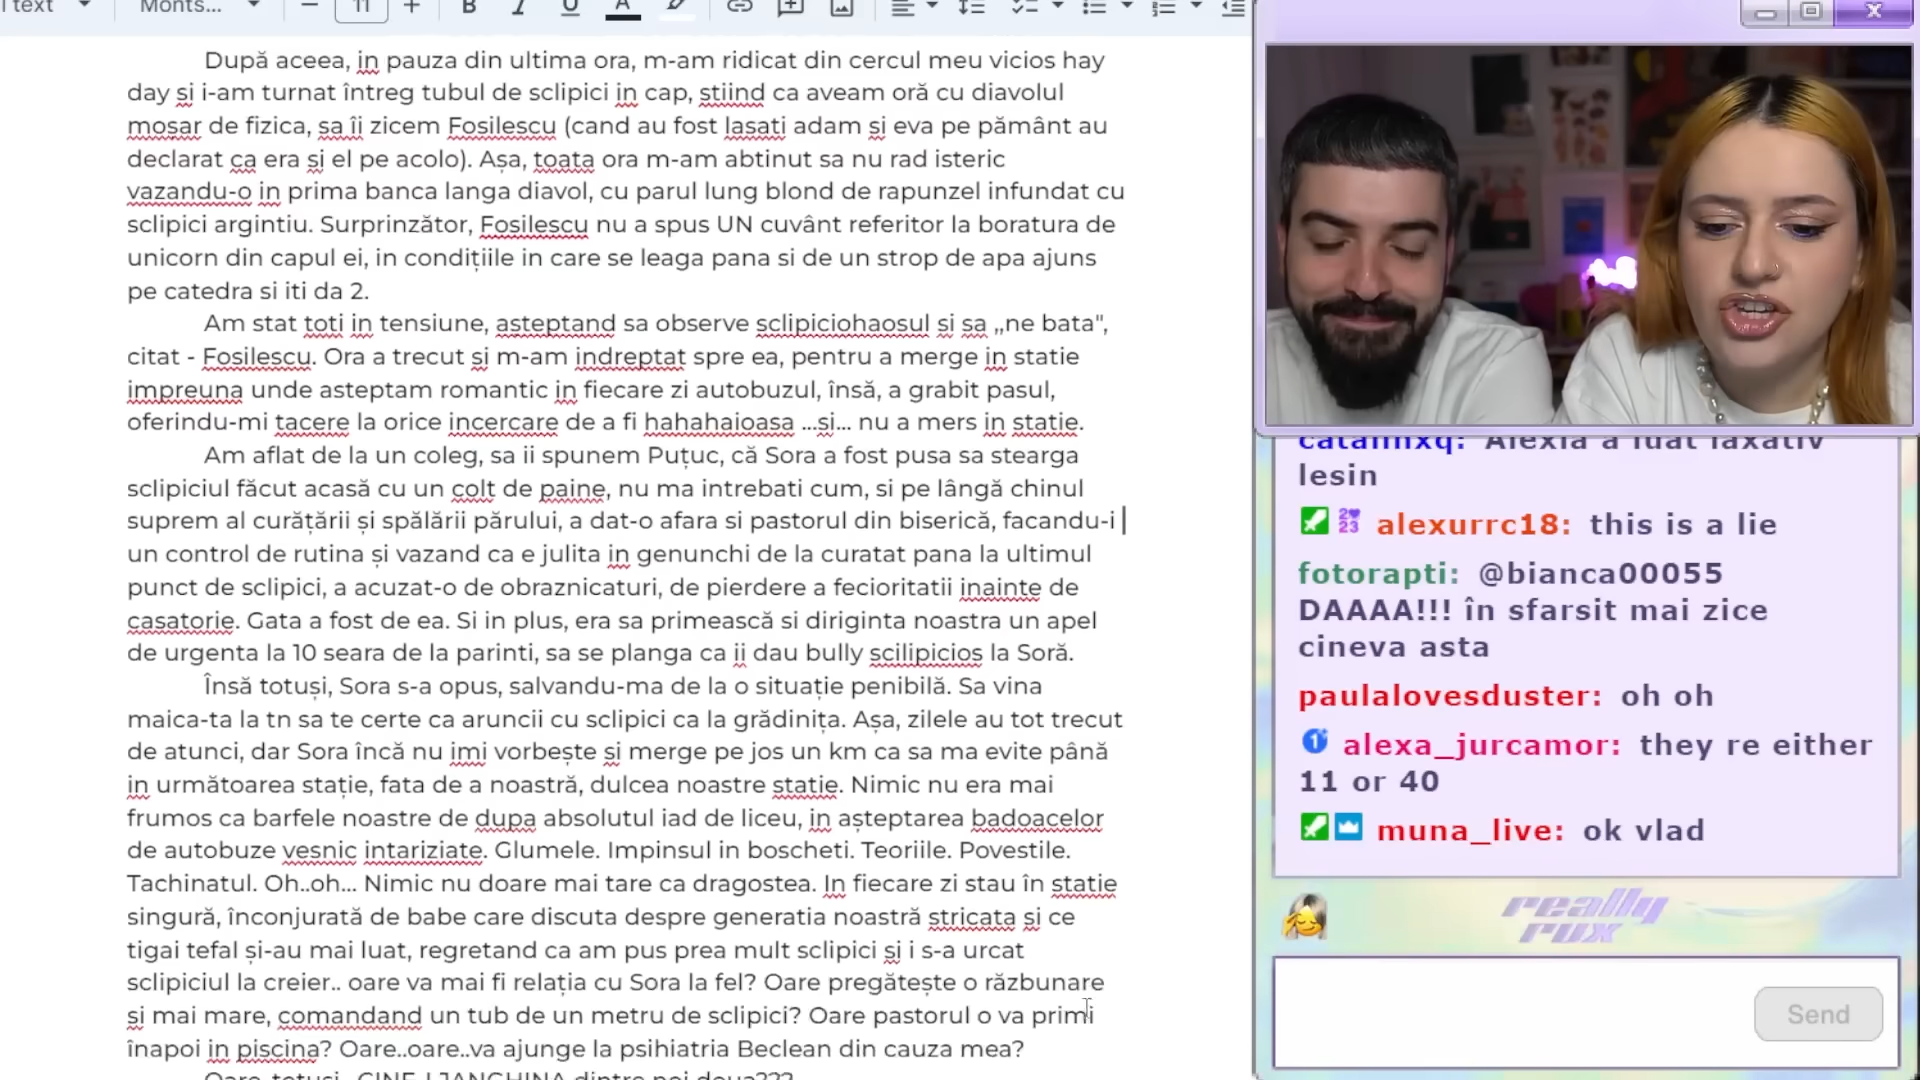 text
Monts...
11
B I U A
După aceea, in pauza din ultima ora, m-am ridicat din cercul meu vicios hay
day si i-am turnat întreg tubul de sclipici in cap, stiind ca aveam oră cu diavolul
mosar de fizica, sa îi zicem Fosilescu (cand au fost lasati adam si eva pe pământ au
declarat ca era si el pe acolo). Așa, toata ora m-am abtinut sa nu rad isteric
vazandu-o in prima banca langa diavol, cu parul lung blond de rapunzel infundat cu
sclipici argintiu. Surprinzător, Fosilescu nu a spus UN cuvânt referitor la boratura de
unicorn din capul ei, in condițiile in care se leaga pana si de un strop de apa ajuns
pe catedra si iti da 2.
Am stat toti in tensiune, asteptand sa observe sclipiciohaosul si sa ,,ne bata",
citat - Fosilescu. Ora a trecut si m-am indreptat spre ea, pentru a merge in statie
impreuna unde asteptam romantic in fiecare zi autobuzul, însă, a grabit pasul,
oferindu-mi tacere la orice incercare de a fi hahahaioasa ...si... nu a mers in statie.
Am aflat de la un coleg, sa ii spunem Puțuc, că Sora a fost pusa sa stearga
sclipiciul făcut acasă cu un colt de paine, nu ma intrebati cum, si pe lângă chinul
suprem al curățării și spălării părului, a dat-o afara si pastorul din biserică, facandu-i
un control de rutina și vazand ca e julita in genunchi de la curatat pana la ultimul
punct de sclipici, a acuzat-o de obraznicaturi, de pierdere a fecioritatii inainte de
casatorie. Gata a fost de ea. Si in plus, era sa primească si diriginta noastra un apel
de urgenta la 10 seara de la parinti, sa se planga ca ii dau bully scilipicios la Soră.
Însă totuși, Sora s-a opus, salvandu-ma de la o situație penibilă. Sa vina
maica-ta la tn sa te certe ca aruncii cu sclipici ca la grădinița. Așa, zilele au tot trecut
de atunci, dar Sora încă nu imi vorbește si merge pe jos un km ca sa ma evite până
in următoarea stație, fata de a noastră, dulcea noastre statie. Nimic nu era mai
frumos ca barfele noastre de dupa absolutul iad de liceu, in așteptarea badoacelor
de autobuze vesnic intariziate. Glumele. Impinsul in boscheti. Teoriile. Povestile.
Tachinatul. Oh..oh... Nimic nu doare mai tare ca dragostea. In fiecare zi stau în statie
singură, înconjurată de babe care discuta despre generatia noastră stricata si ce
tigai tefal și-au mai luat, regretand ca am pus prea mult sclipici si i s-a urcat
sclipiciul la creier.. oare va mai fi relația cu Sora la fel? Oare pregătește o răzbunare
si mai mare, comandand un tub de un metru de sclipici? Oare pastorul o va primi
înapoi in piscina? Oare..oare..va ajunge la psihiatria Beclean din cauza mea?
catalinxq: Alexia a luat laxativ
lesin
alexurrc18: this is a lie
fotorapti: @bianca00055
DAAAA!!! în sfarsit mai zice
cineva asta
paulalovesduster: oh oh
alexa_jurcamor: they re either
11 or 40
muna_live: ok vlad
really
rux
Send